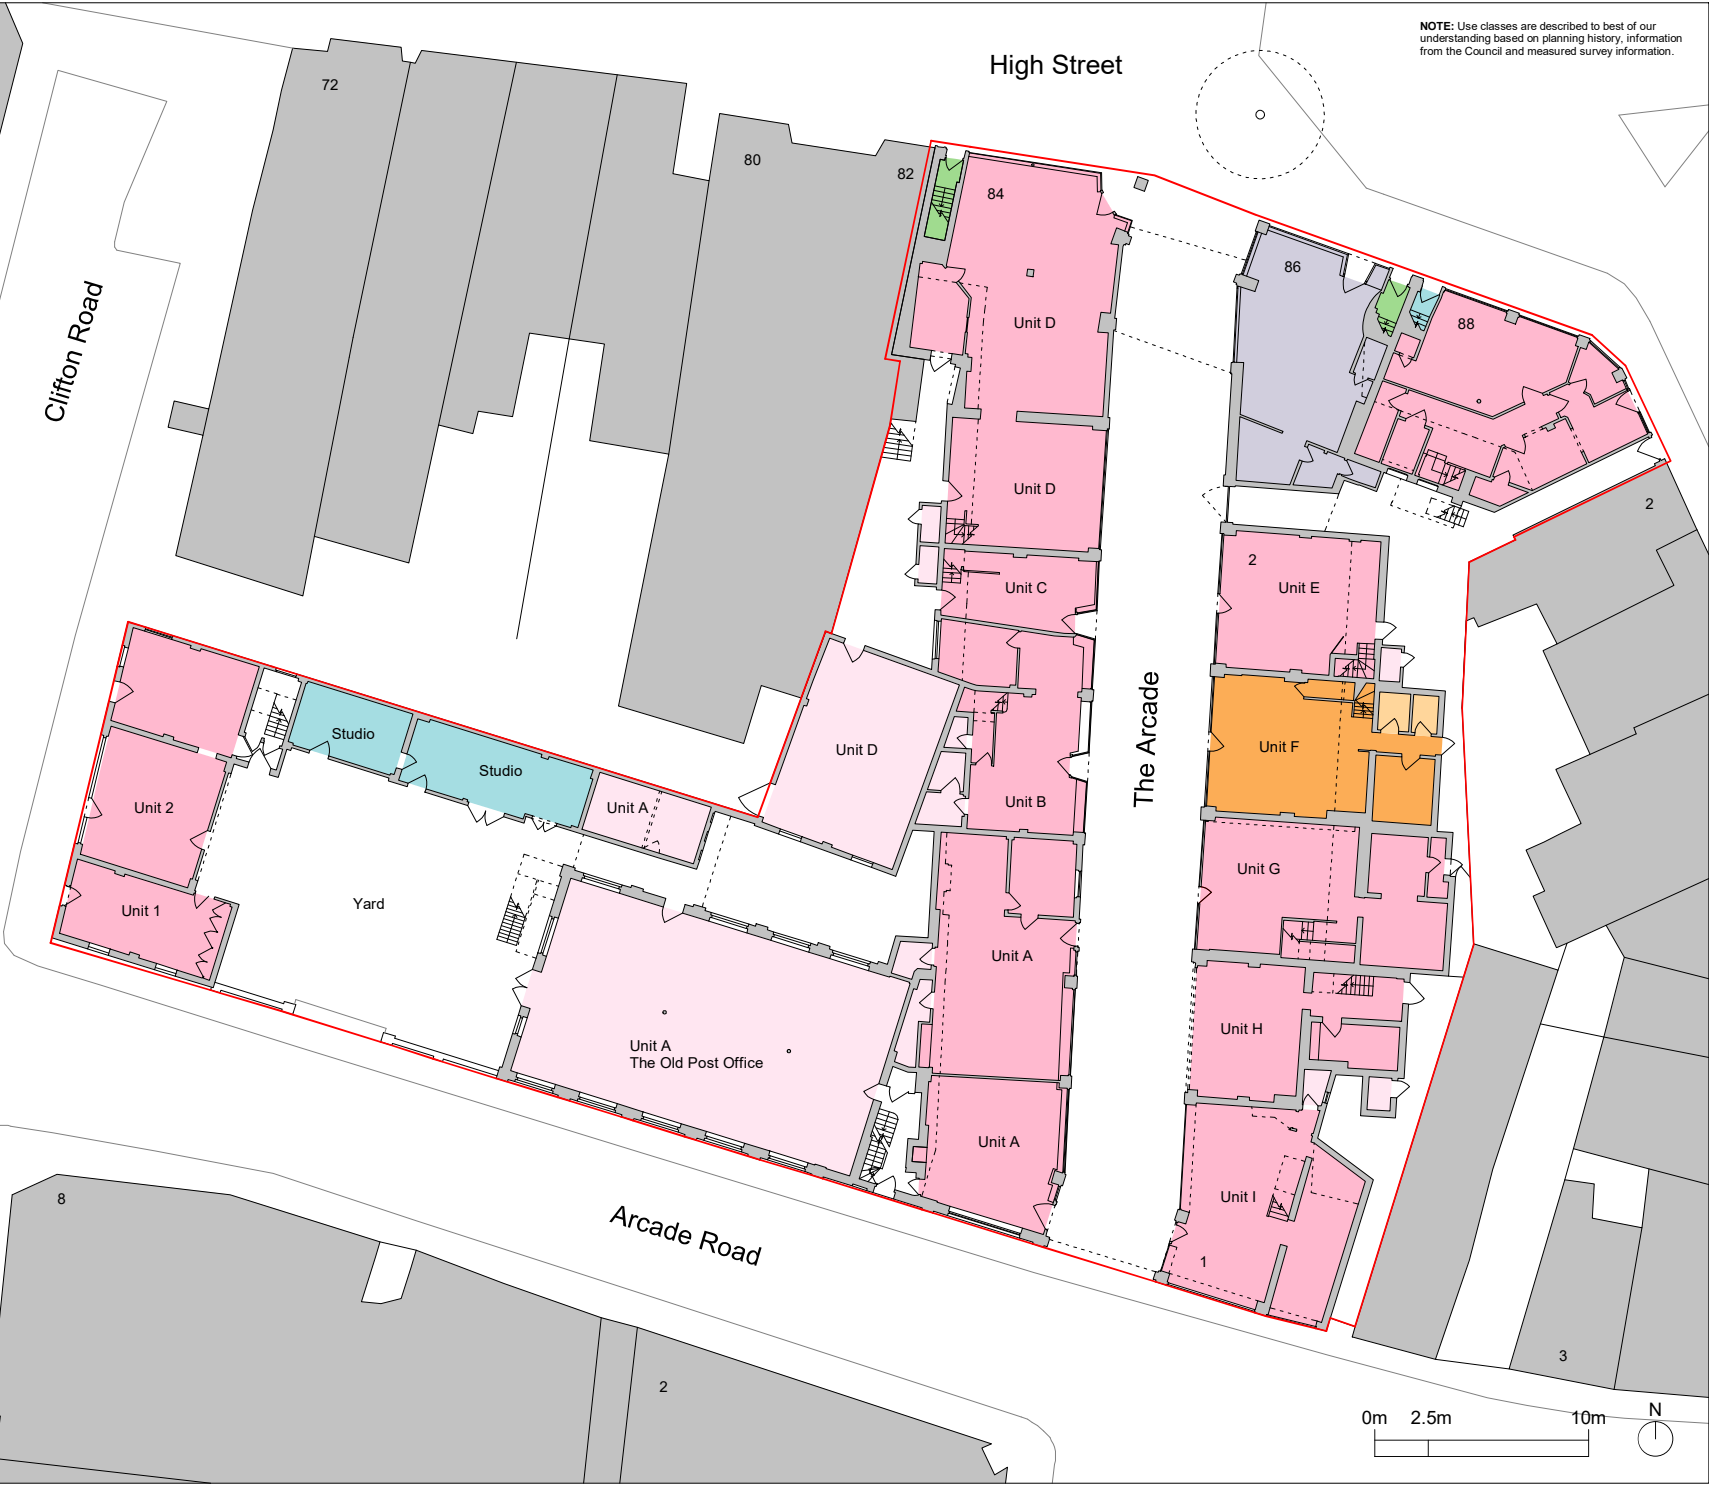 NOTE: Use classes are described to best of our
understanding based on planning history, information
from the Council and measured survey information.
High Street
72
80
82
84
86
88
Clifton Road
Unit D
Unit D
2
2
Unit E
Unit C
The Arcade
Studio
Studio
Unit D
Unit F
Unit 2
Unit A
Unit B
Unit G
Unit 1
Yard
Unit A
Unit H
Unit A
The Old Post Office
Unit A
Unit I
8
Arcade Road
1
3
2
0m 2.5m 10m
N